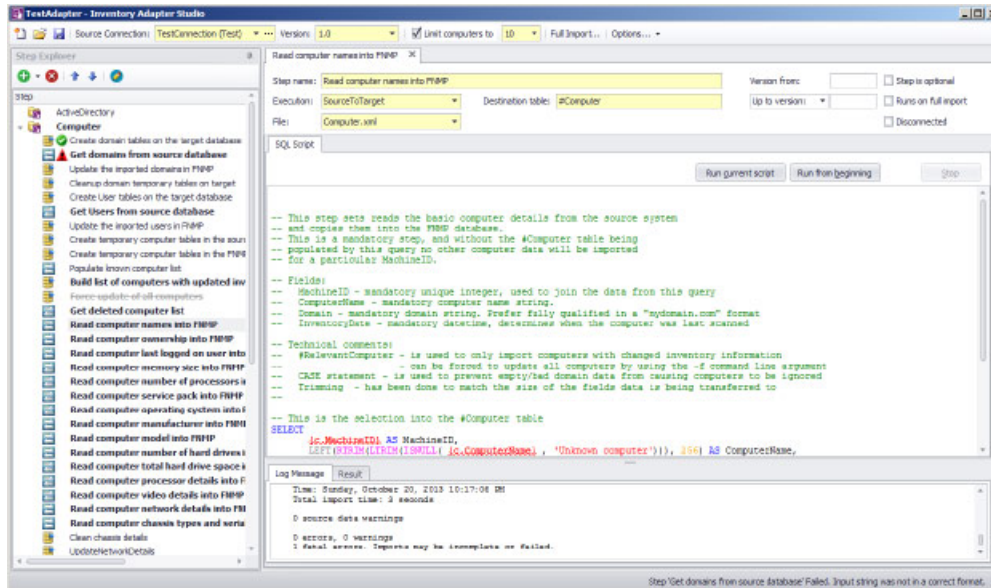 TestAdapter - Inventory Adapter Studio
Source Connection: TestConnection (Test) Version: 1.0 Limit computers to 10 Full Import... Options...
Step Explorer
Step
ActiveDirectory
Computer
Create domain tables on the target database
Get domains from source database
Update the imported domains in FNMP
Cleanup domain temporary tables on target
Create User tables on the target database
Get Users from source database
Update the imported users in FNMP
Create temporary computer tables in the sour
Create temporary computer tables in the FNMP
Populate known computer list
Build list of computers with updated inv
Force update of all computers
Get deleted computer list
Read computer names into FNMP
Read computer ownership into FNMP
Read computer last logged on user into
Read computer memory size into FNMP
Read computer number of processors i
Read computer service pack into FNMP
Read computer operating system into F
Read computer manufacturer into FNMI
Read computer model into FNMP
Read computer number of hard drives i
Read computer total hard drive space i
Read computer processor details into F
Read computer video details into FNMP
Read computer network details into FNI
Read computer chassis types and serial
Clean chassis details
UpdateNetworkDetails
Read computer names into FNMP
Step name: Read computer names into FNMP Version from: Step is optional
Execution: SourceToTarget Destination table: #Computer Up to version: Runs on full import
File: Computer.xml Disconnected
SQL Script
Run current script Run from beginning Stop
-- This step sets reads the basic computer details from the source system
-- and copies them into the FNMP database.
-- This is a mandatory step, and without the #Computer table being
-- populated by this query no other computer data will be imported
-- for a particular MachineID.
-- Fields:
-- MachineID - mandatory unique integer, used to join the data from this query
-- ComputerName - mandatory computer name string.
-- Domain - mandatory domain string. Prefer fully qualified in a "mydomain.com" format
-- InventoryDate - mandatory datetime, determines when the computer was last scanned
-- Technical comments:
-- #RelevantComputer - is used to only import computers with changed inventory information
-- - can be forced to update all computers by using the -f command line argument
-- CASE statement - is used to prevent empty/bad domain data from causing computers to be ignored
-- Trimming - has been done to match the size of the fields data is being transferred to
--
-- This is the selection into the #Computer table
SELECT
[c.MachineID] AS MachineID,
LEFT(RTRIM(LTRIM(ISNULL( [c.ComputerName] , 'Unknown computer'))), 256) AS ComputerName,
Log Message Result
Time: Sunday, October 20, 2013 10:17:06 PM
Total import time: 3 seconds
0 source data warnings
0 errors, 0 warnings
1 fatal errors. Imports may be incomplete or failed.
Step 'Get domains from source database' Failed. Input string was not in a correct format.